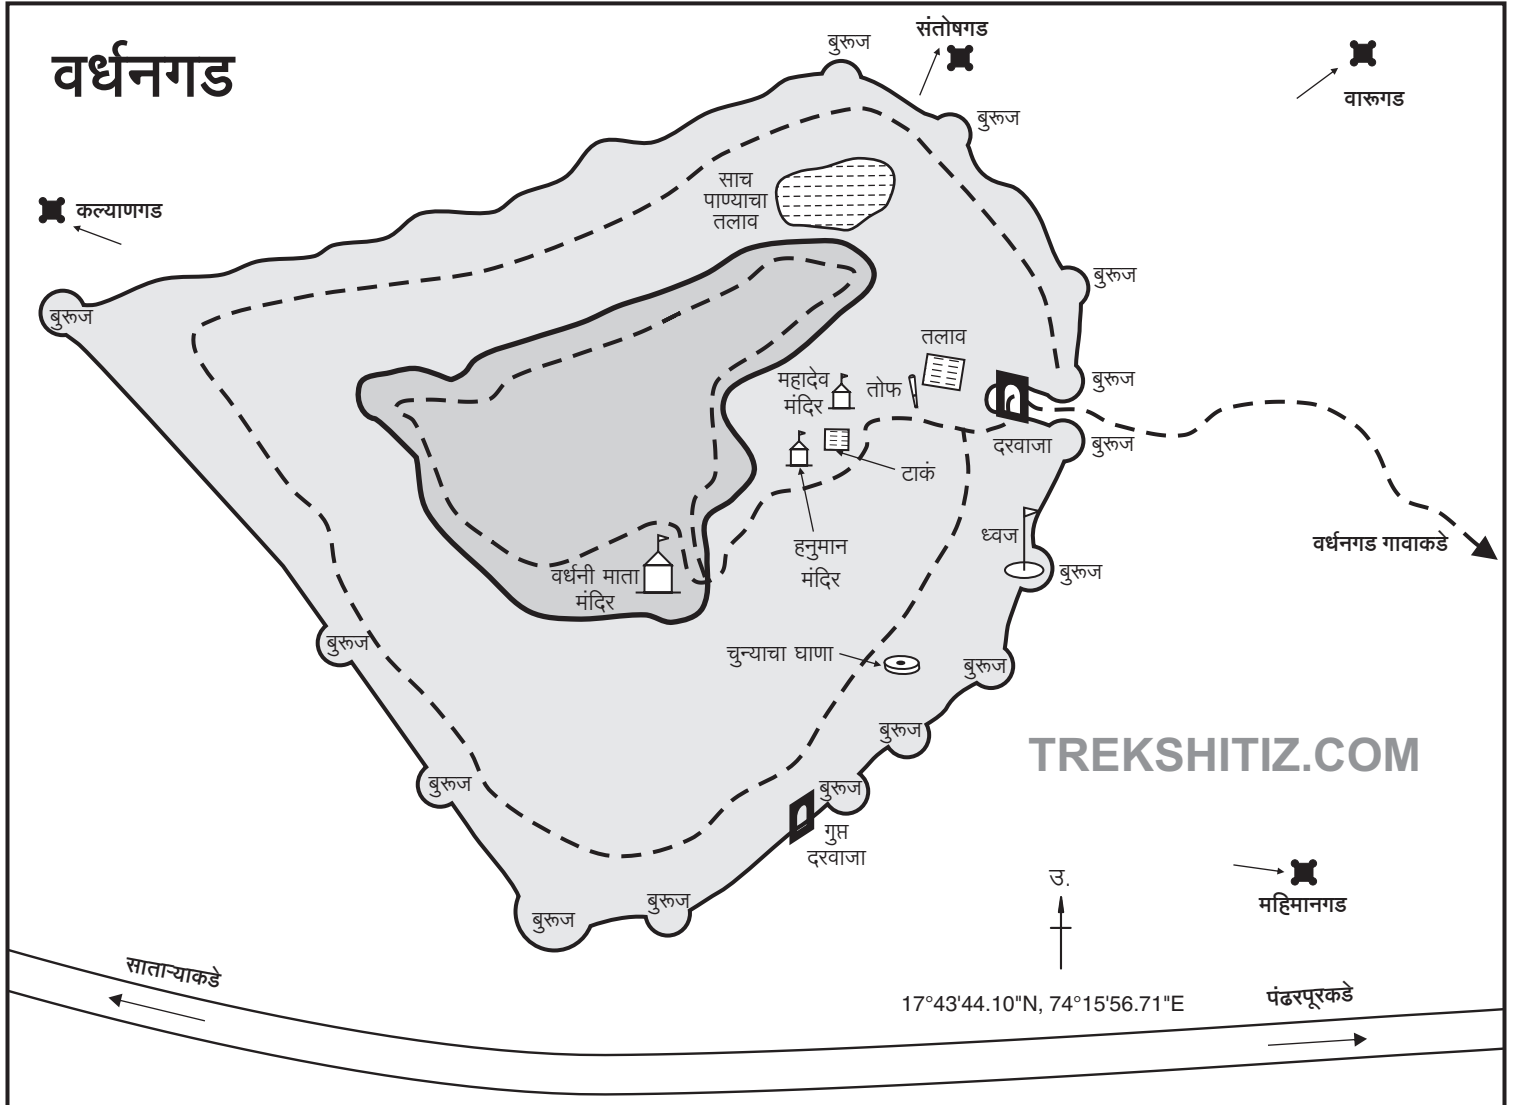 वर्धनगड
बुरूज
संतोषगड
वारूगड
बुरूज
कल्याणगड
साच
पाण्याचा
तलाव
बुरूज
बुरूज
तलाव
महादेव
मंदिर
तोफ
बुरूज
दरवाजा
बुरूज
टाकं
ध्वज
हनुमान
मंदिर
वर्धनगड गावाकडे
वर्धनी माता
मंदिर
बुरूज
बुरूज
चुन्याचा घाणा
बुरूज
बुरूज
TREKSHITIZ.COM
बुरूज
बुरूज
गुप्त
दरवाजा
उ.
महिमानगड
बुरूज
बुरूज
साताऱ्याकडे
17°43'44.10"N, 74°15'56.71"E
पंढरपूरकडे